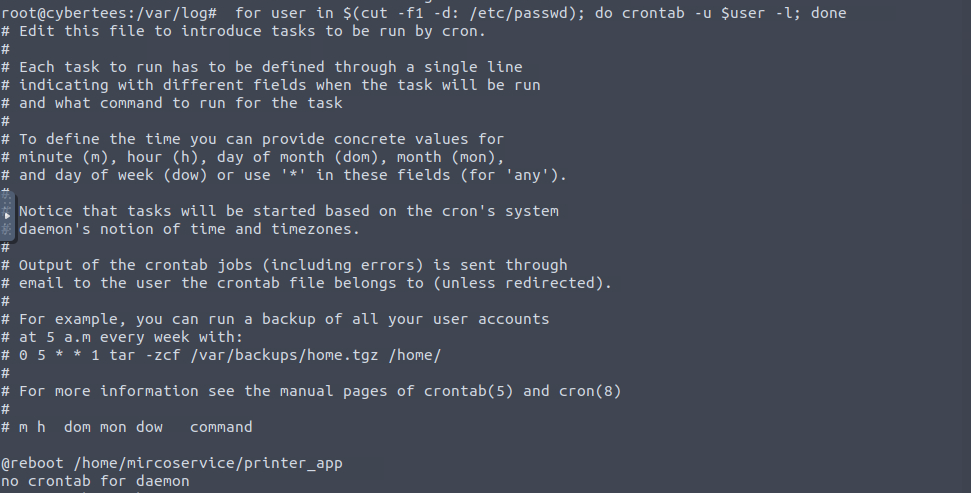 root@cybertees:/var/log#  for user in $(cut -f1 -d: /etc/passwd); do crontab -u $user -l; done
# Edit this file to introduce tasks to be run by cron.
#
# Each task to run has to be defined through a single line
# indicating with different fields when the task will be run
# and what command to run for the task
#
# To define the time you can provide concrete values for
# minute (m), hour (h), day of month (dom), month (mon),
# and day of week (dow) or use '*' in these fields (for 'any').
#
# Notice that tasks will be started based on the cron's system
# daemon's notion of time and timezones.
#
# Output of the crontab jobs (including errors) is sent through
# email to the user the crontab file belongs to (unless redirected).
#
# For example, you can run a backup of all your user accounts
# at 5 a.m every week with:
# 0 5 * * 1 tar -zcf /var/backups/home.tgz /home/
#
# For more information see the manual pages of crontab(5) and cron(8)
#
# m h  dom mon dow   command

@reboot /home/mircoservice/printer_app
no crontab for daemon